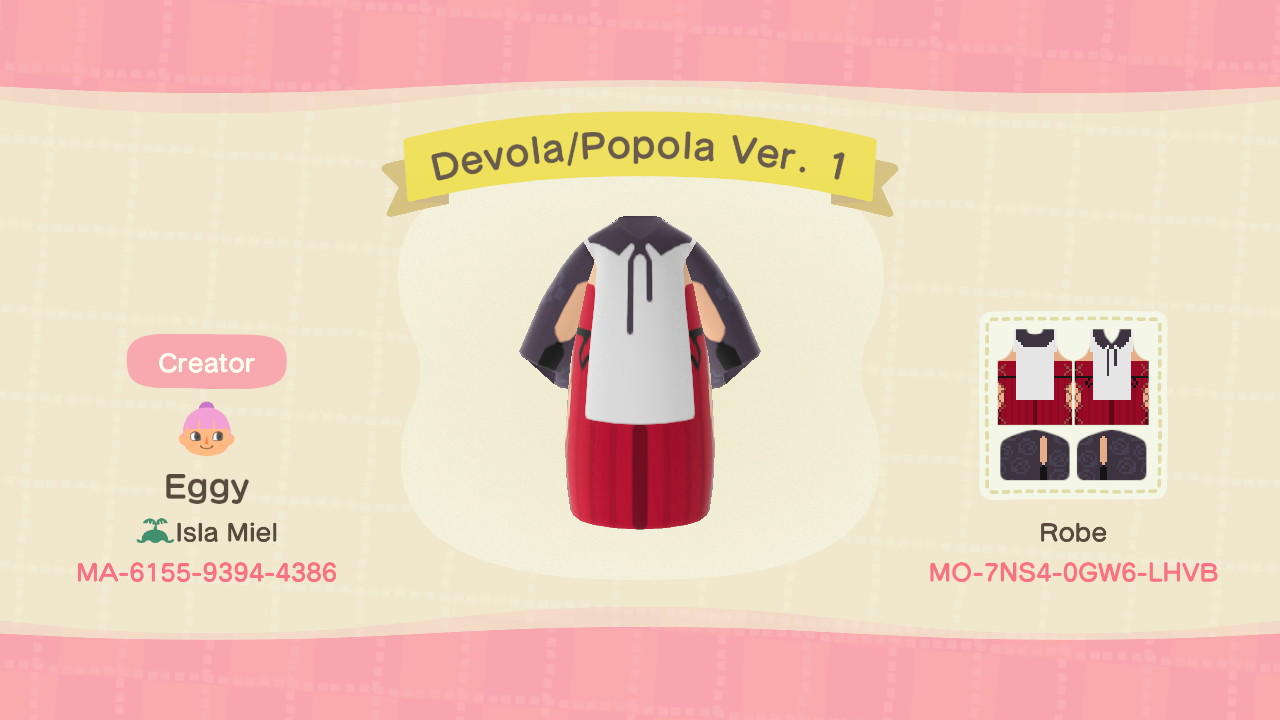 Devola/Popola Ver. 1
Creator
Eggy
Isla Miel
MA-6155-9394-4386
Robe
MO-7NS4-0GW6-LHVB